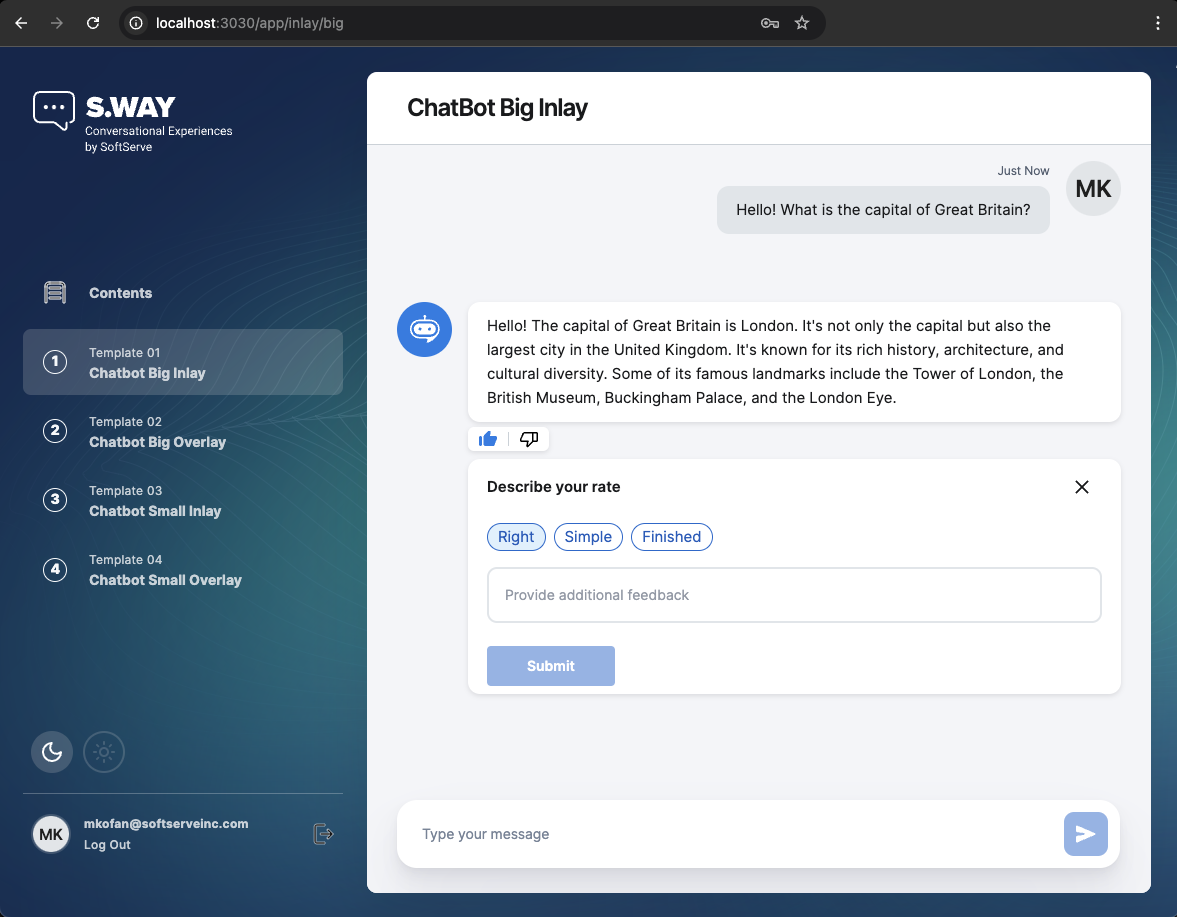 localhost:3030/app/inlay/big
S.WAY
Conversational Experiences
by SoftServe
Contents
1
Template 01
Chatbot Big Inlay
2
Template 02
Chatbot Big Overlay
3
Template 03
Chatbot Small Inlay
4
Template 04
Chatbot Small Overlay
MK
mkofan@softserveinc.com
Log Out
ChatBot Big Inlay
Just Now
MK
Hello! What is the capital of Great Britain?
Hello! The capital of Great Britain is London. It's not only the capital but also the
largest city in the United Kingdom. It's known for its rich history, architecture, and
cultural diversity. Some of its famous landmarks include the Tower of London, the
British Museum, Buckingham Palace, and the London Eye.
Describe your rate
Right Simple Finished
Provide additional feedback
Submit
Type your message